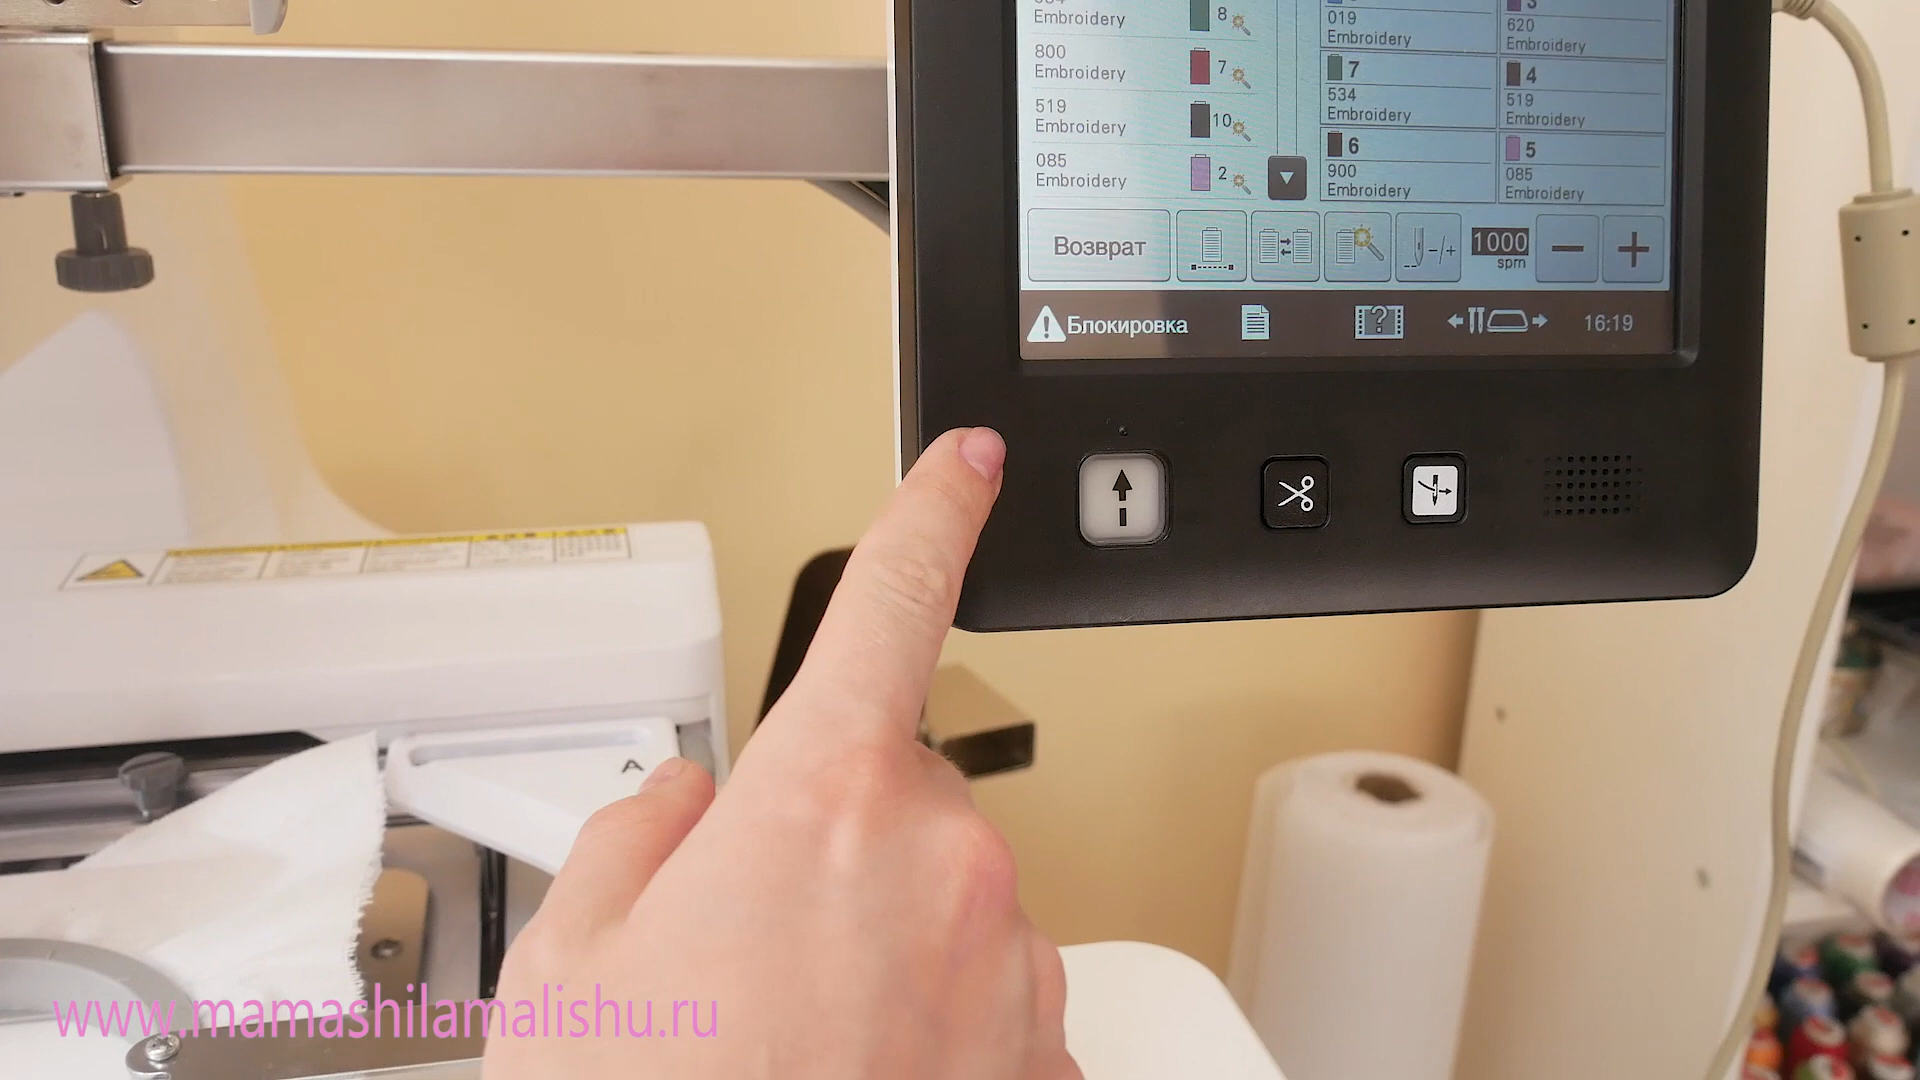 8
Embroidery
800
Embroidery
7
519
Embroidery
10
085
Embroidery
2
019
Embroidery
3
620
Embroidery
7
534
Embroidery
4
519
Embroidery
6
900
Embroidery
5
085
Embroidery
Возврат
-/+
1000
spm
Блокировка
?
16:19
A
www.mamashilamalishu.ru